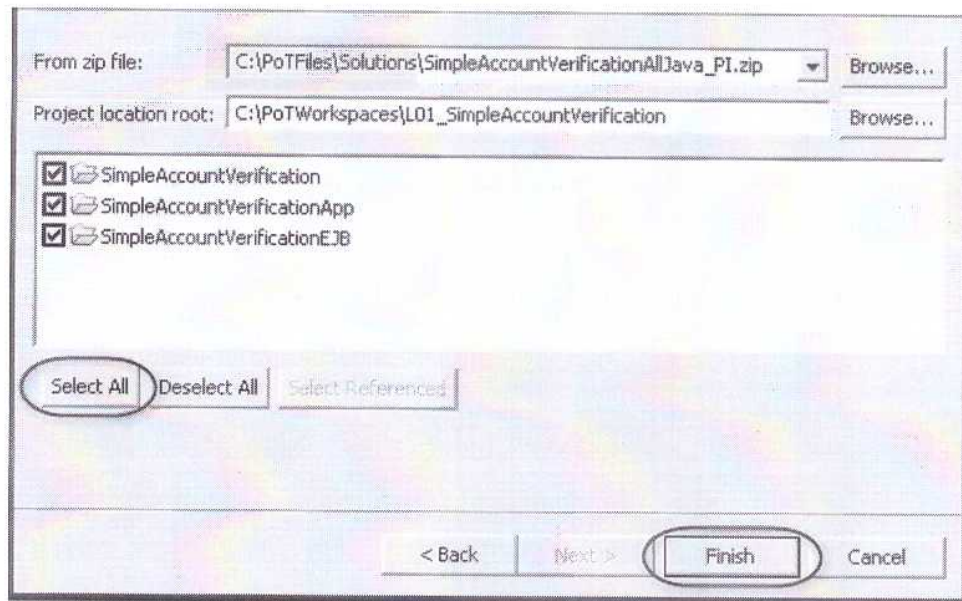 From zip file: C:\PoTFiles\Solutions\SimpleAccountVerificationAllJava_PI.zip Browse...
Project location root: C:\PoTWorkspaces\L01_SimpleAccountVerification Browse...
SimpleAccountVerification
SimpleAccountVerificationApp
SimpleAccountVerificationEJB
Select All Deselect All Select Referenced
< Back Next > Finish Cancel